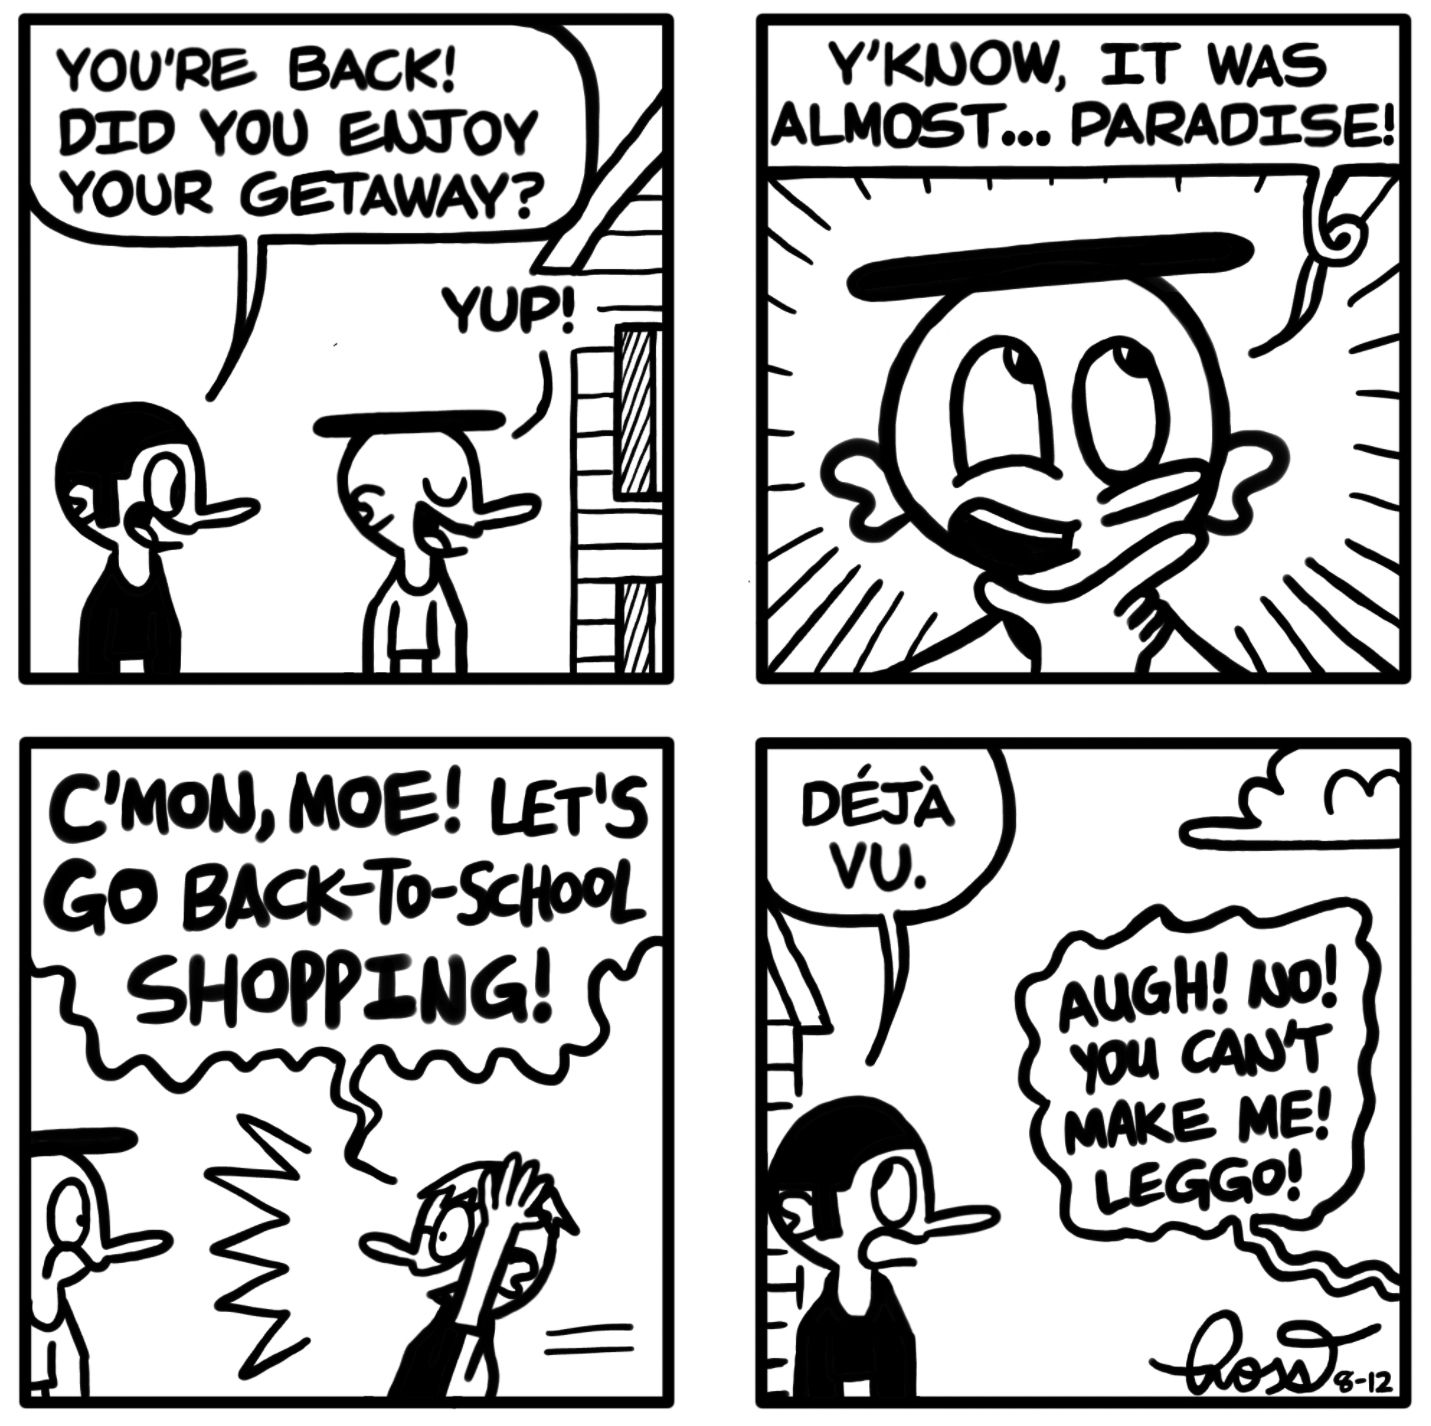 YOU'RE BACK!
DID YOU ENJOY
YOUR GETAWAY?
YUP!
Y'KNOW, IT WAS
ALMOST... PARADISE!
C'MON, MOE! LET'S
GO BACK-TO-SCHOOL
SHOPPING!
DÉJÀ
VU.
AUGH! NO!
YOU CAN'T
MAKE ME!
LEGGO!
Ross 8-12